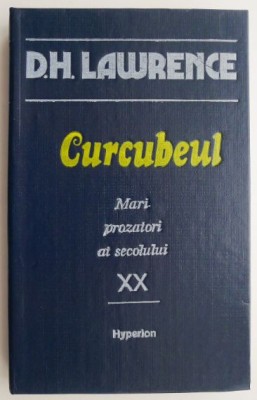 D.H. LAWRENCE
Curcubeul
Mari
prozatori
ai secolului
XX
Hyperion